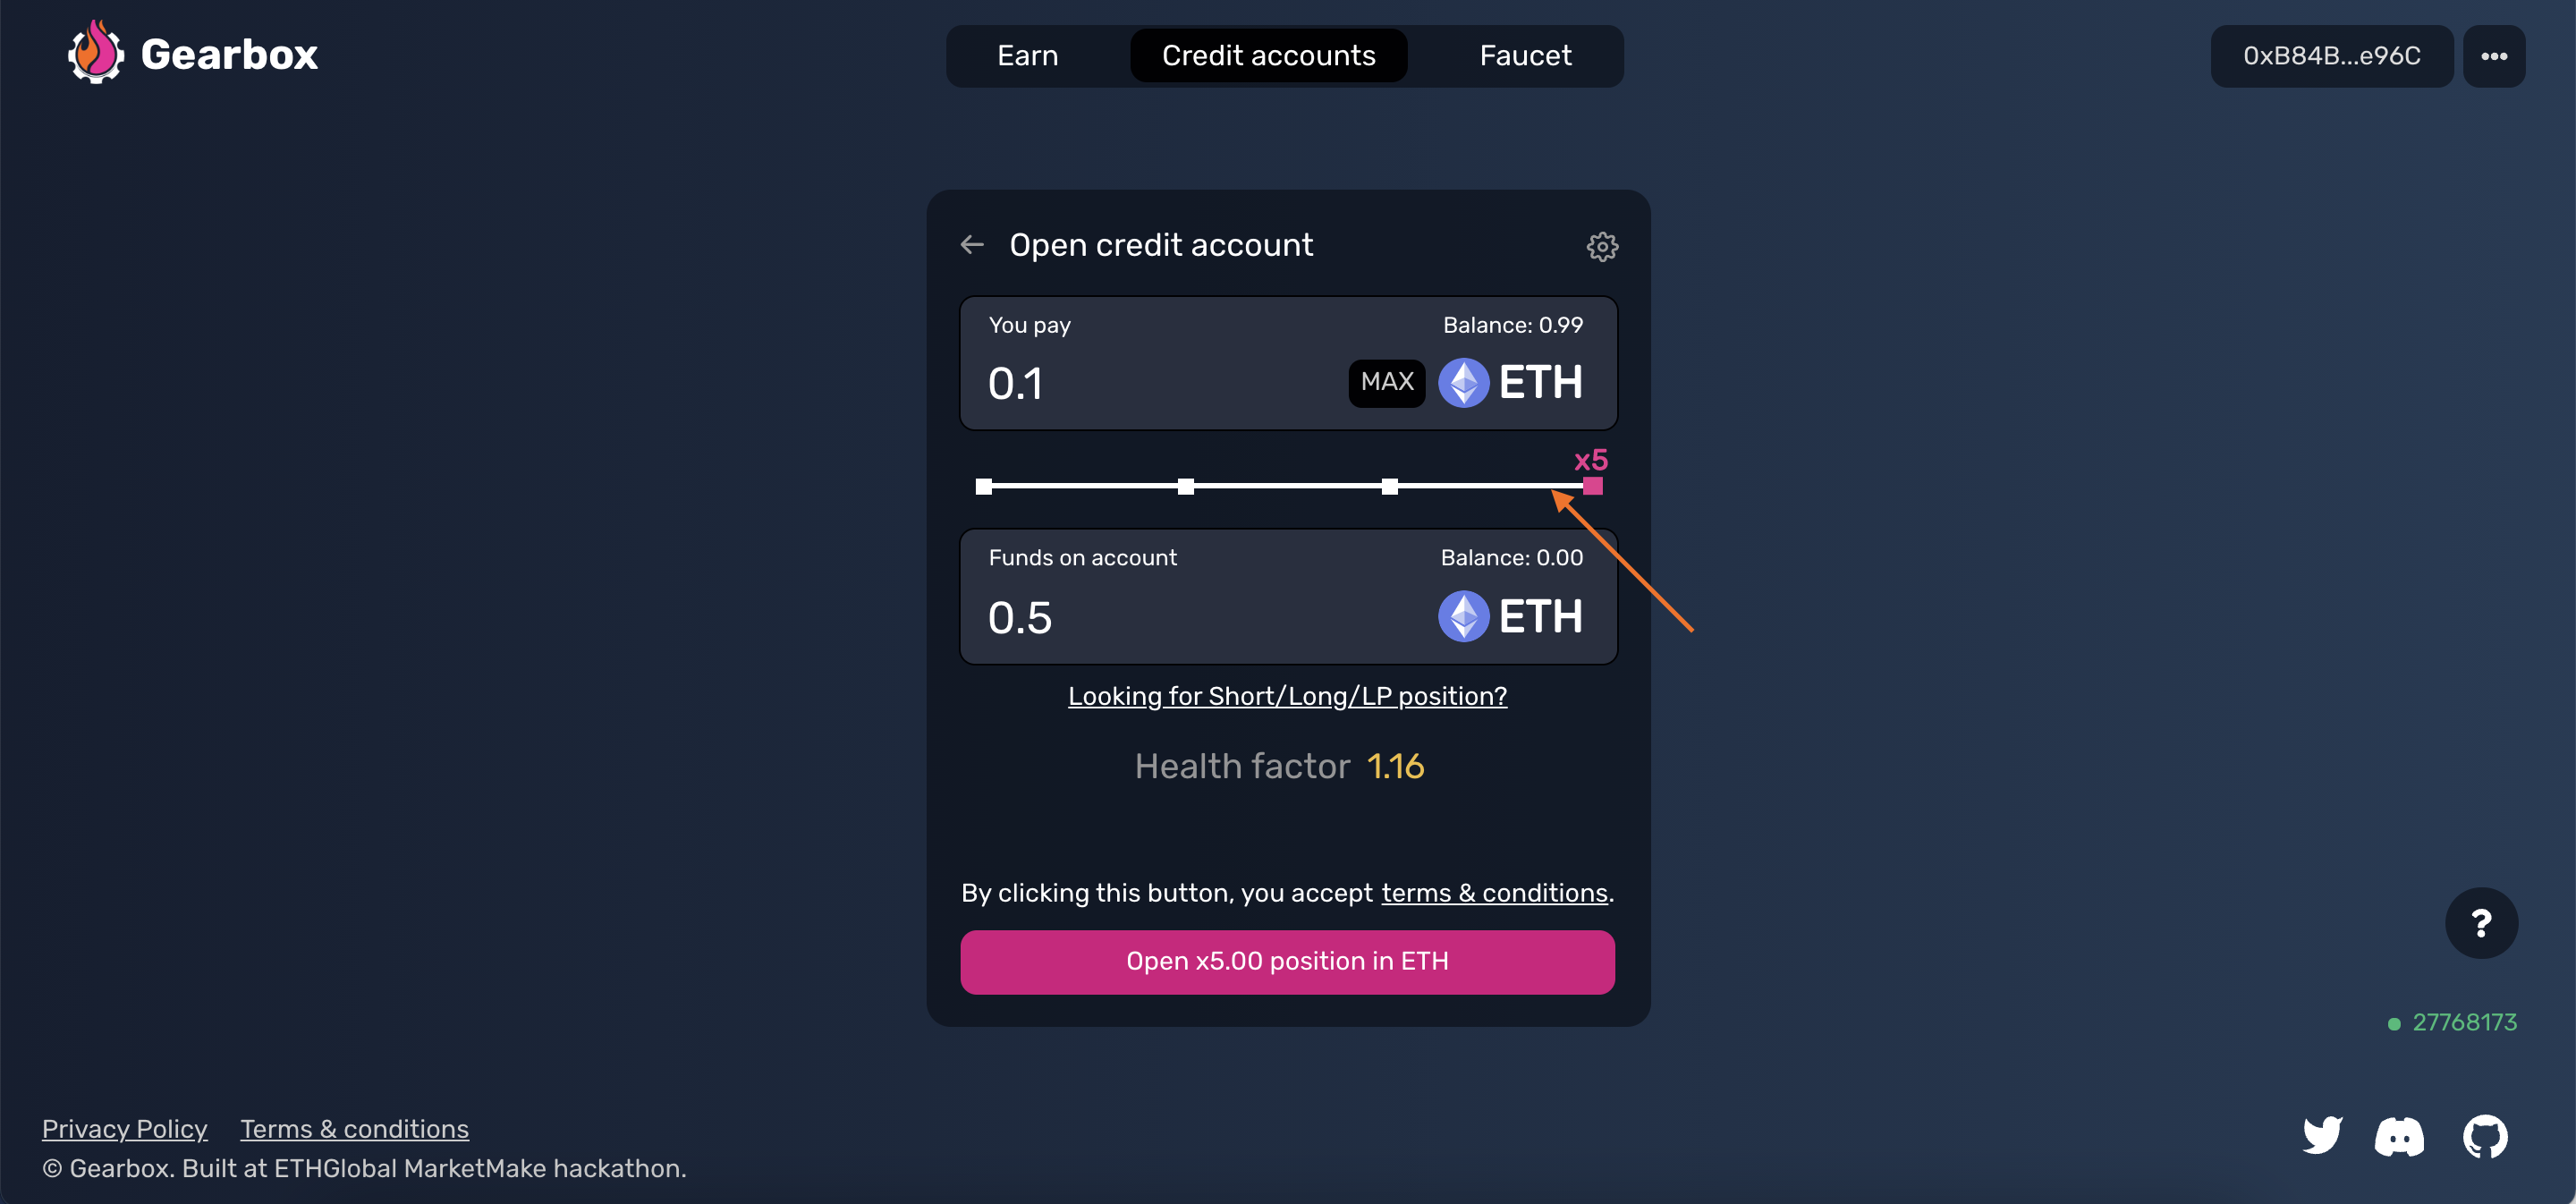 Gearbox
Earn Credit accounts Faucet
0xB84B...e96C
Open credit account
You pay Balance: 0.99
0.1 MAX ETH
x5
Funds on account Balance: 0.00
0.5 ETH
Looking for Short/Long/LP position?
Health factor 1.16
By clicking this button, you accept terms & conditions.
Open x5.00 position in ETH
?
27768173
Privacy Policy Terms & conditions
© Gearbox. Built at ETHGlobal MarketMake hackathon.